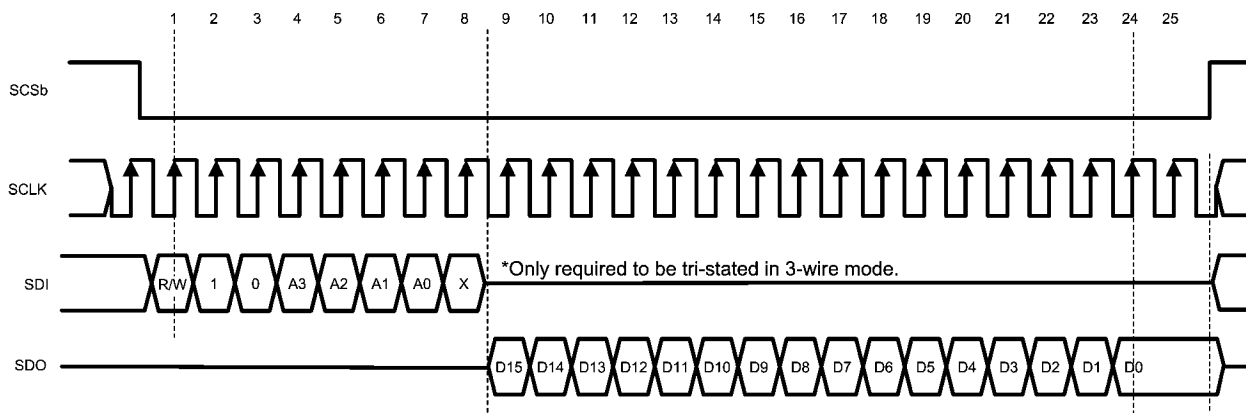 1 2 3 4 5 6 7 8 9 10 11 12 13 14 15 16 17 18 19 20 21 22 23 24 25
SCSb
SCLK
SDI R/W 1 0 A3 A2 A1 A0 X *Only required to be tri-stated in 3-wire mode.
SDO D15 D14 D13 D12 D11 D10 D9 D8 D7 D6 D5 D4 D3 D2 D1 D0